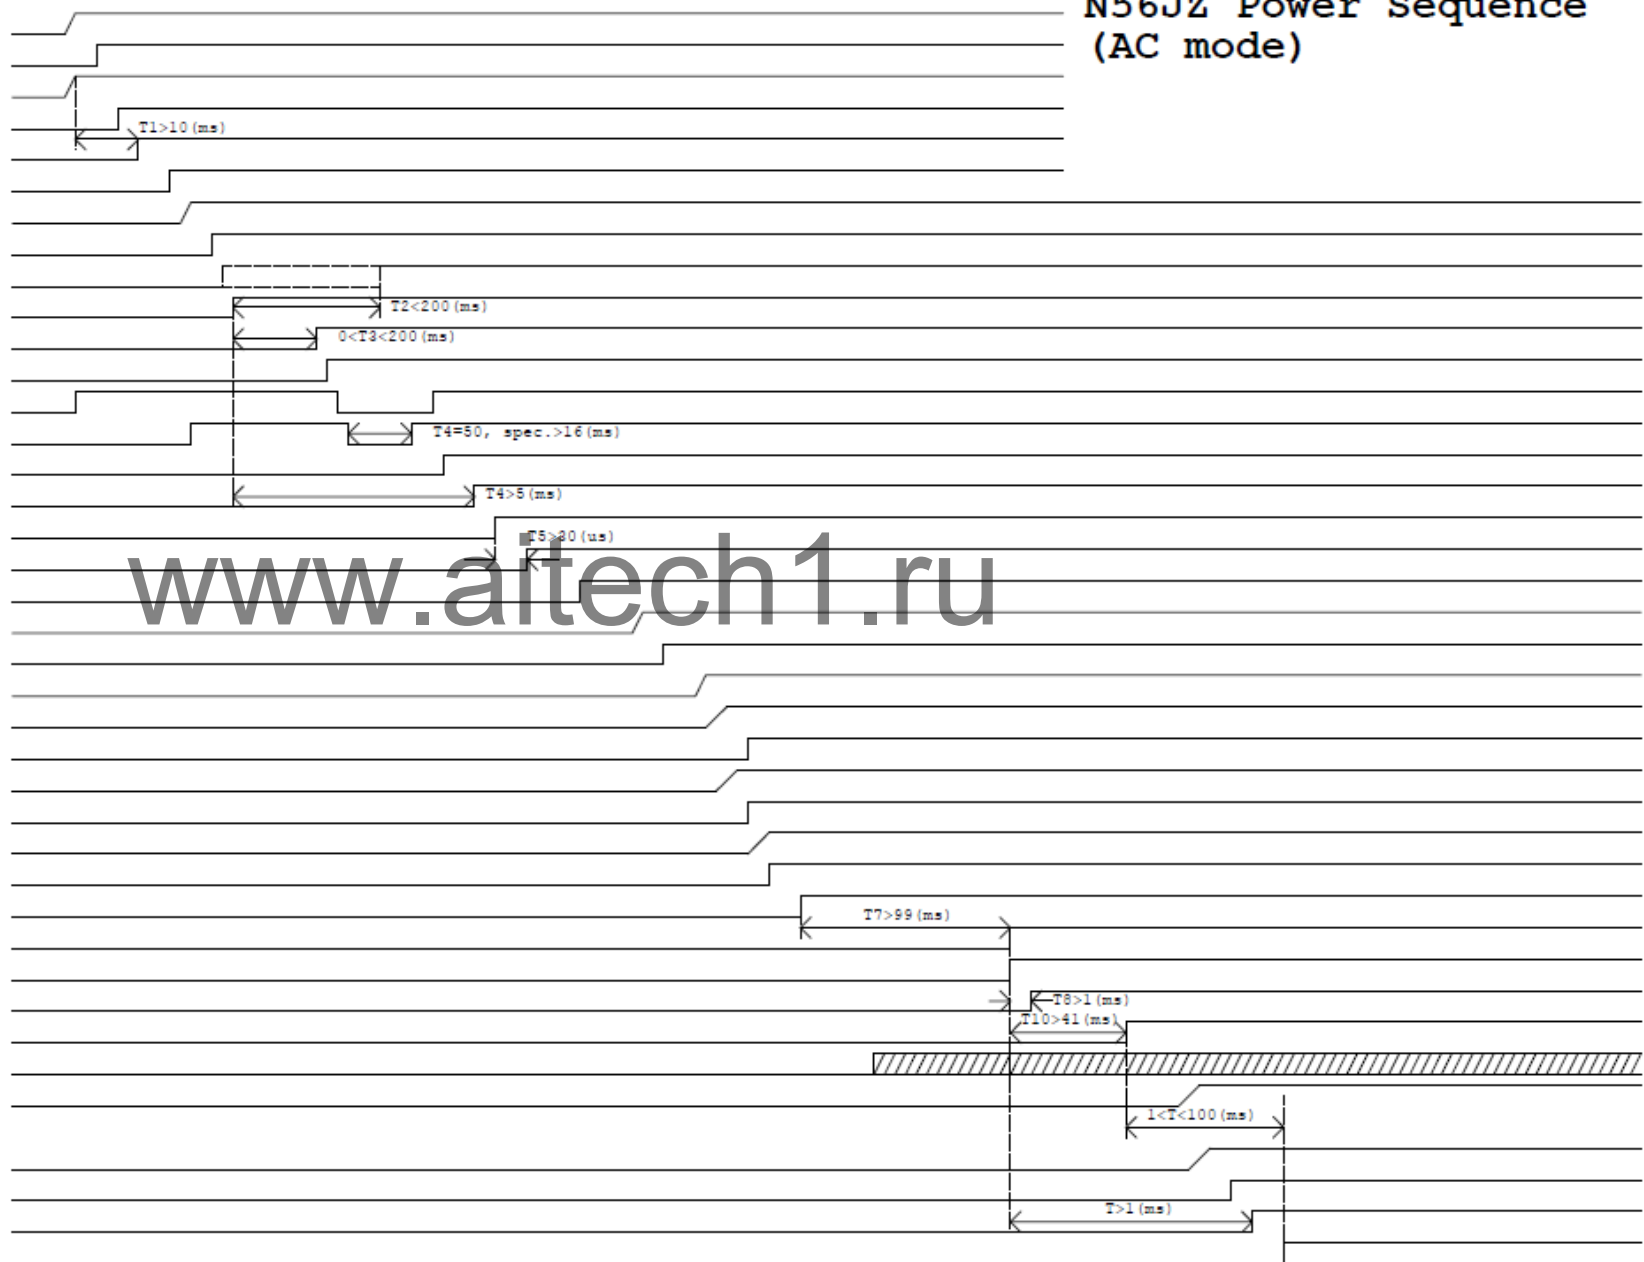 N56JZ Power Sequence
(AC mode)
T1>10(ms)
T2<200(ms)
0<T3<200(ms)
T4=50, spec.>16(ms)
T4>5(ms)
T5>30(us)
www.aitech1.ru
T7>99(ms)
T8>1(ms)
T10>41(ms)
1<T<100(ms)
T>1(ms)